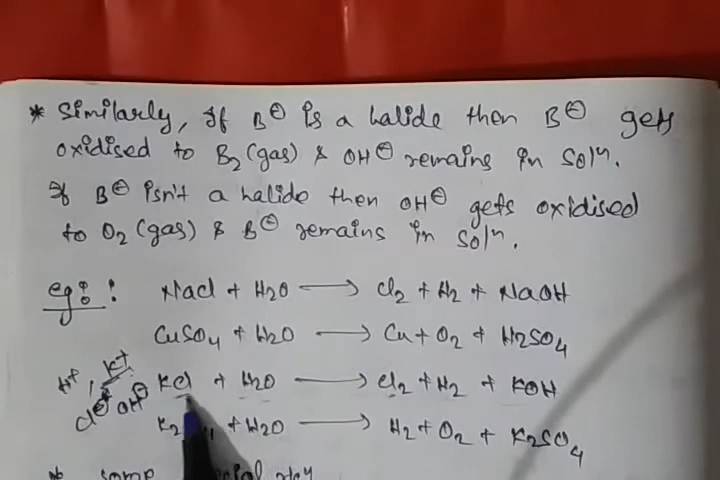 * Similarly, If B⊖ is a halide then B⊖ gets
oxidised to B2 (gas) & OH⊖ remains in Soln.
If B⊖ isn't a halide then OH⊖ gets oxidised
to O2 (gas) & B⊖ remains in Soln.
eg: NaCl + H2O → Cl2 + H2 + NaOH
CuSO4 + H2O → Cu + O2 + H2SO4
H+, K+
Cl⊖ OH⊖
KCl + H2O → Cl2 + H2 + KOH
+ H2O → H2 + O2 + K2SO4
* some